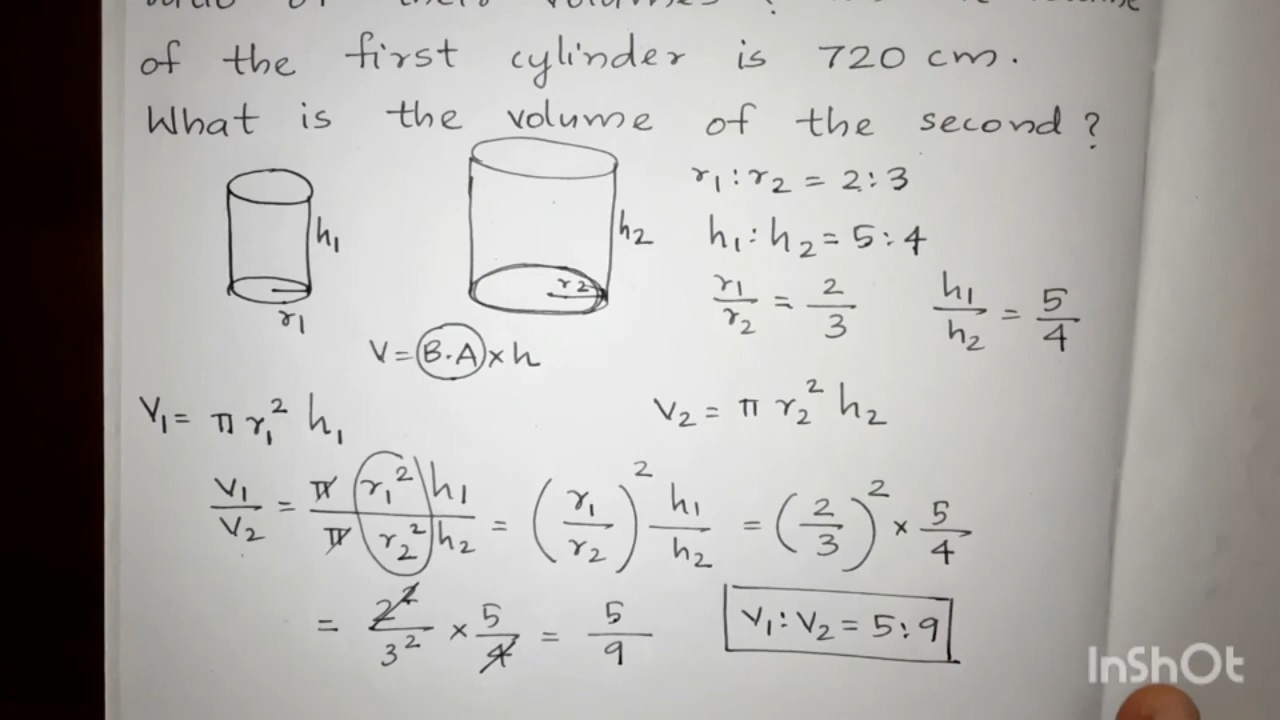 of the first cylinder is 720 cm.
What is the volume of the second?
r₁ : r₂ = 2 : 3
h₁
h₂
h₁ : h₂ = 5 : 4
r₂
r₁
r₁/r₂ = 2/3 h₁/h₂ = 5/4
V = B.A × h
V₁ = π r₁² h₁ V₂ = π r₂² h₂
V₁/V₂ = π r₁² h₁ / π r₂² h₂ = (r₁/r₂)² h₁/h₂ = (2/3)² × 5/4
= 2²/3² × 5/4 = 5/9 V₁ : V₂ = 5 : 9
InShOt